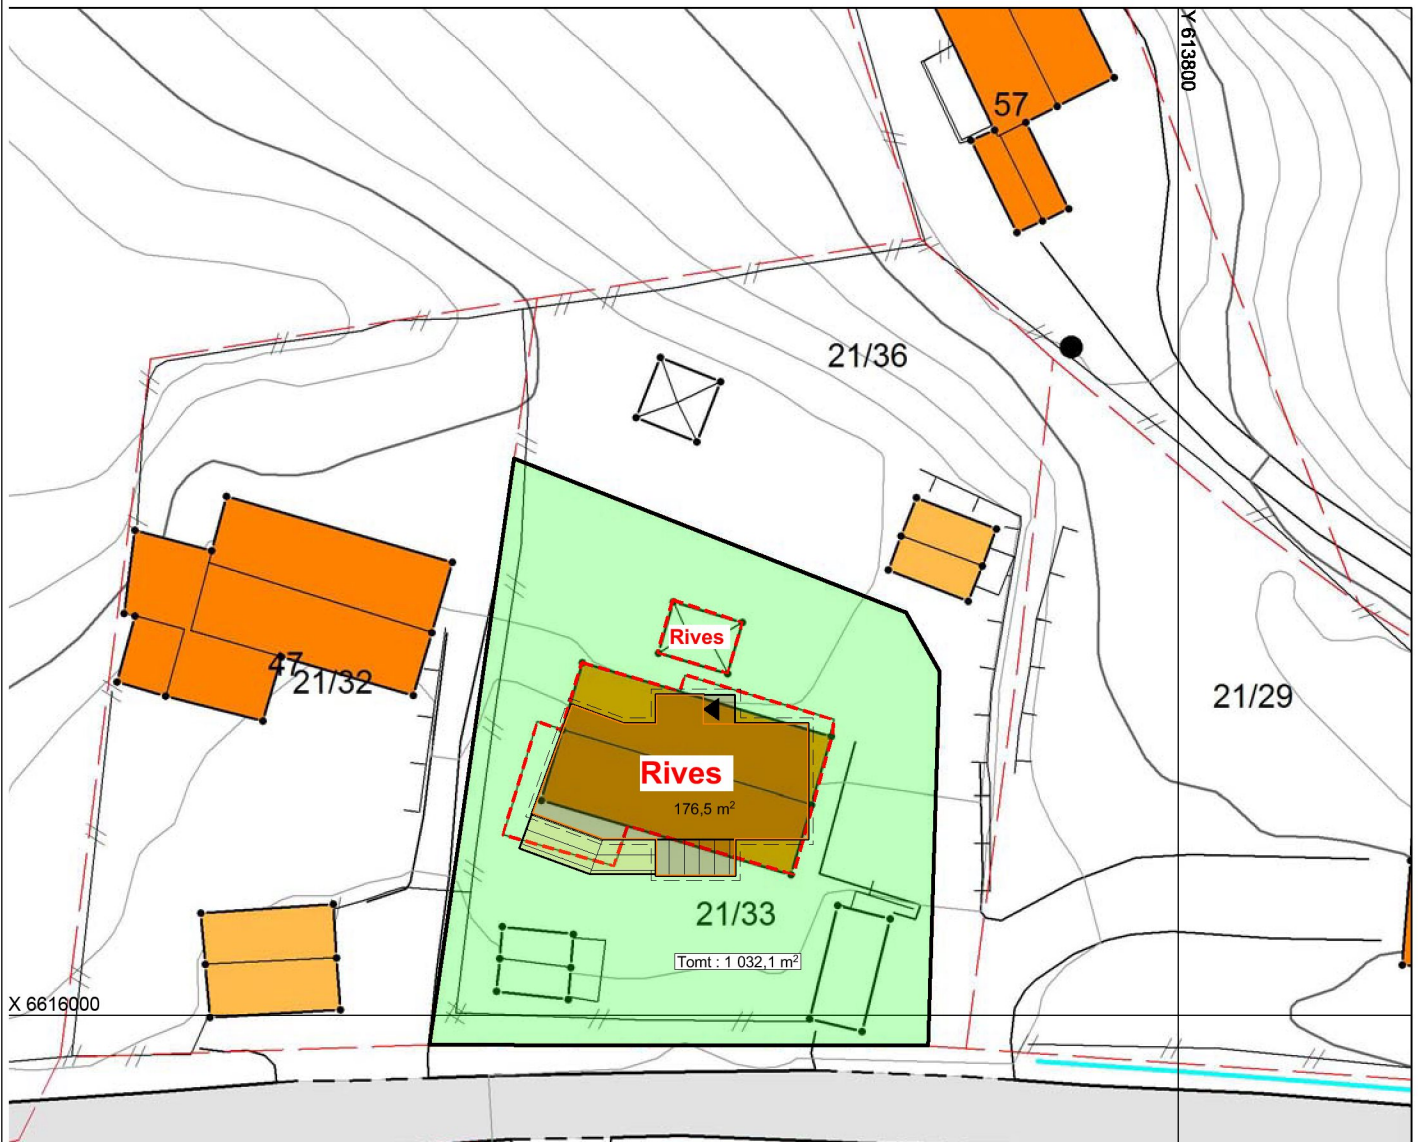 Y 613800
57
21/36
Rives
47
21/32
21/29
Rives
176,5 m²
21/33
Tomt : 1 032,1 m²
X 6616000